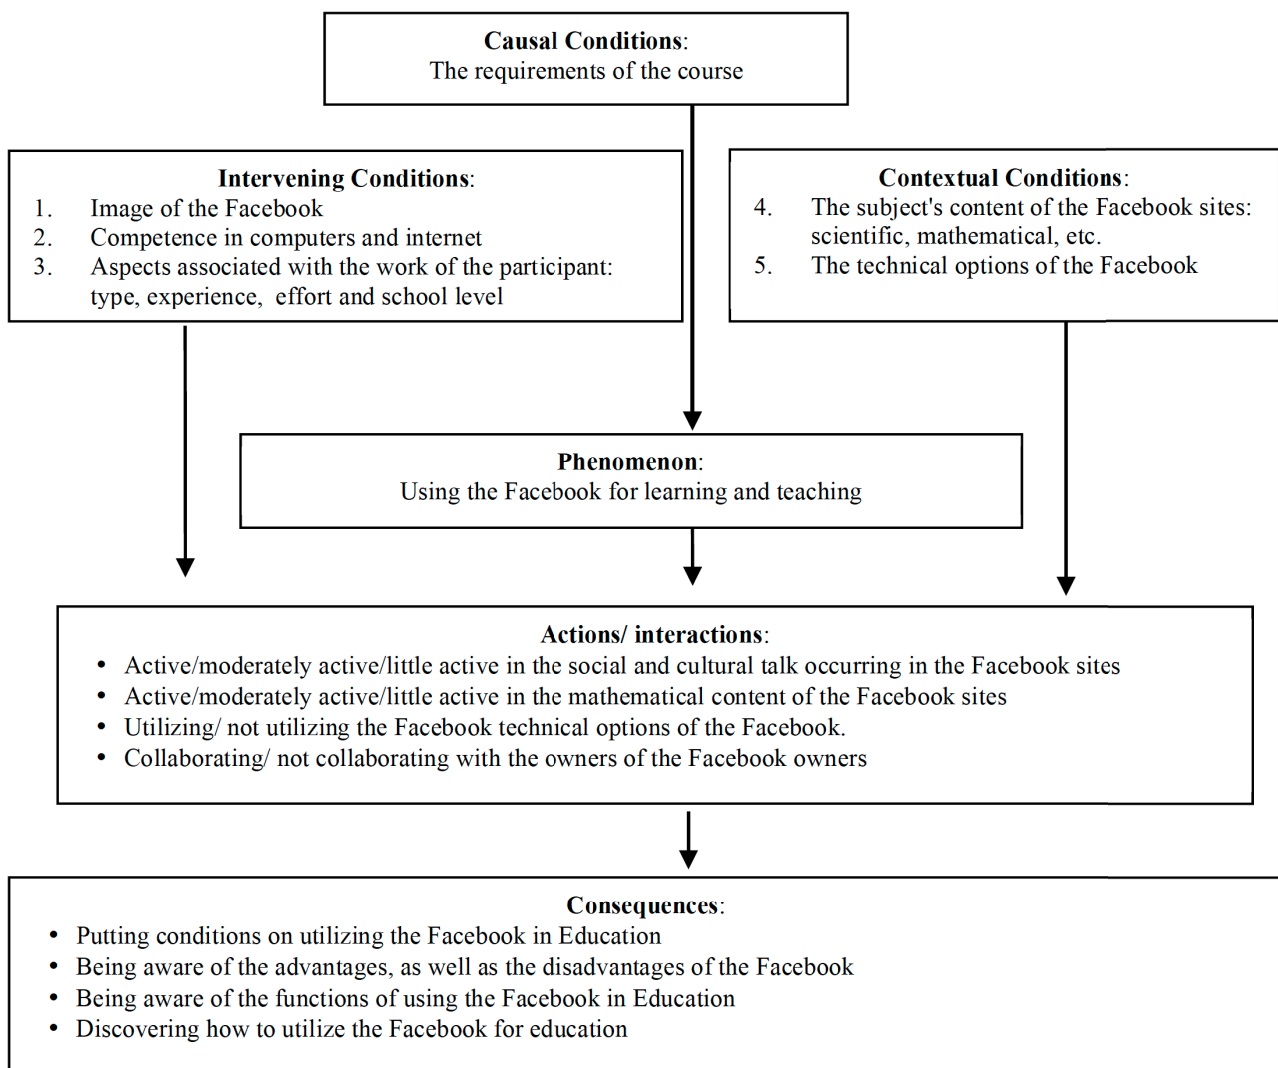 Causal Conditions:
The requirements of the course
Intervening Conditions:
1. Image of the Facebook
2. Competence in computers and internet
3. Aspects associated with the work of the participant:
type, experience, effort and school level
Contextual Conditions:
4. The subject's content of the Facebook sites:
scientific, mathematical, etc.
5. The technical options of the Facebook
Phenomenon:
Using the Facebook for learning and teaching
Actions/ interactions:
• Active/moderately active/little active in the social and cultural talk occurring in the Facebook sites
• Active/moderately active/little active in the mathematical content of the Facebook sites
• Utilizing/ not utilizing the Facebook technical options of the Facebook.
• Collaborating/ not collaborating with the owners of the Facebook owners
Consequences:
• Putting conditions on utilizing the Facebook in Education
• Being aware of the advantages, as well as the disadvantages of the Facebook
• Being aware of the functions of using the Facebook in Education
• Discovering how to utilize the Facebook for education